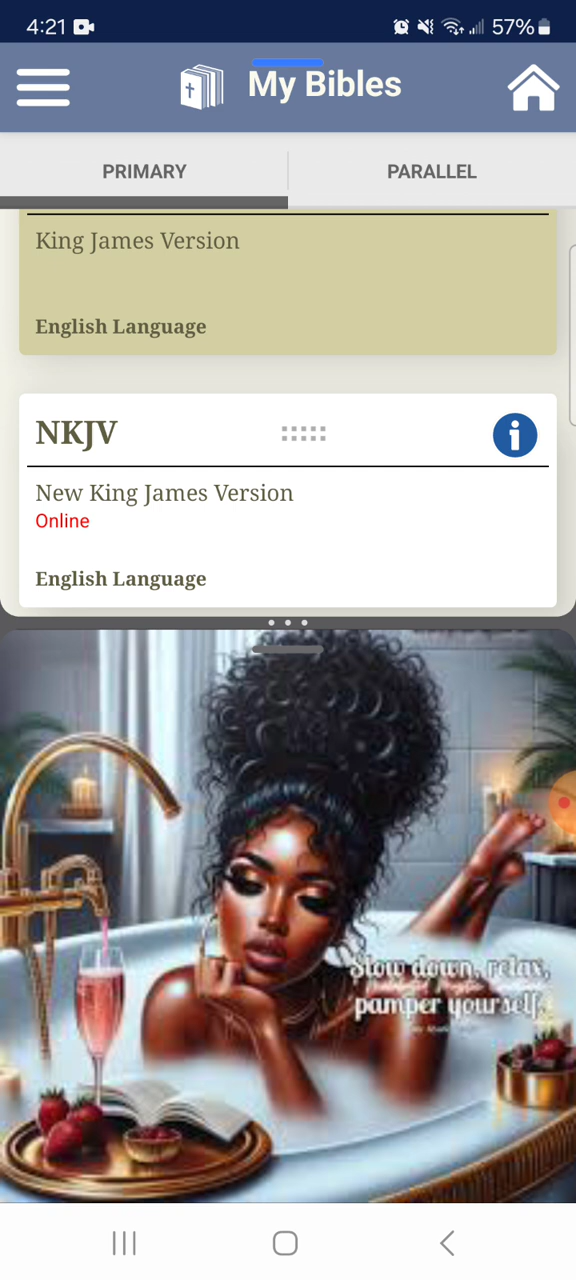 4:21
57%
My Bibles
PRIMARY
PARALLEL
King James Version
English Language
NKJV
New King James Version
Online
English Language
Slow down, relax,
pamper yourself.